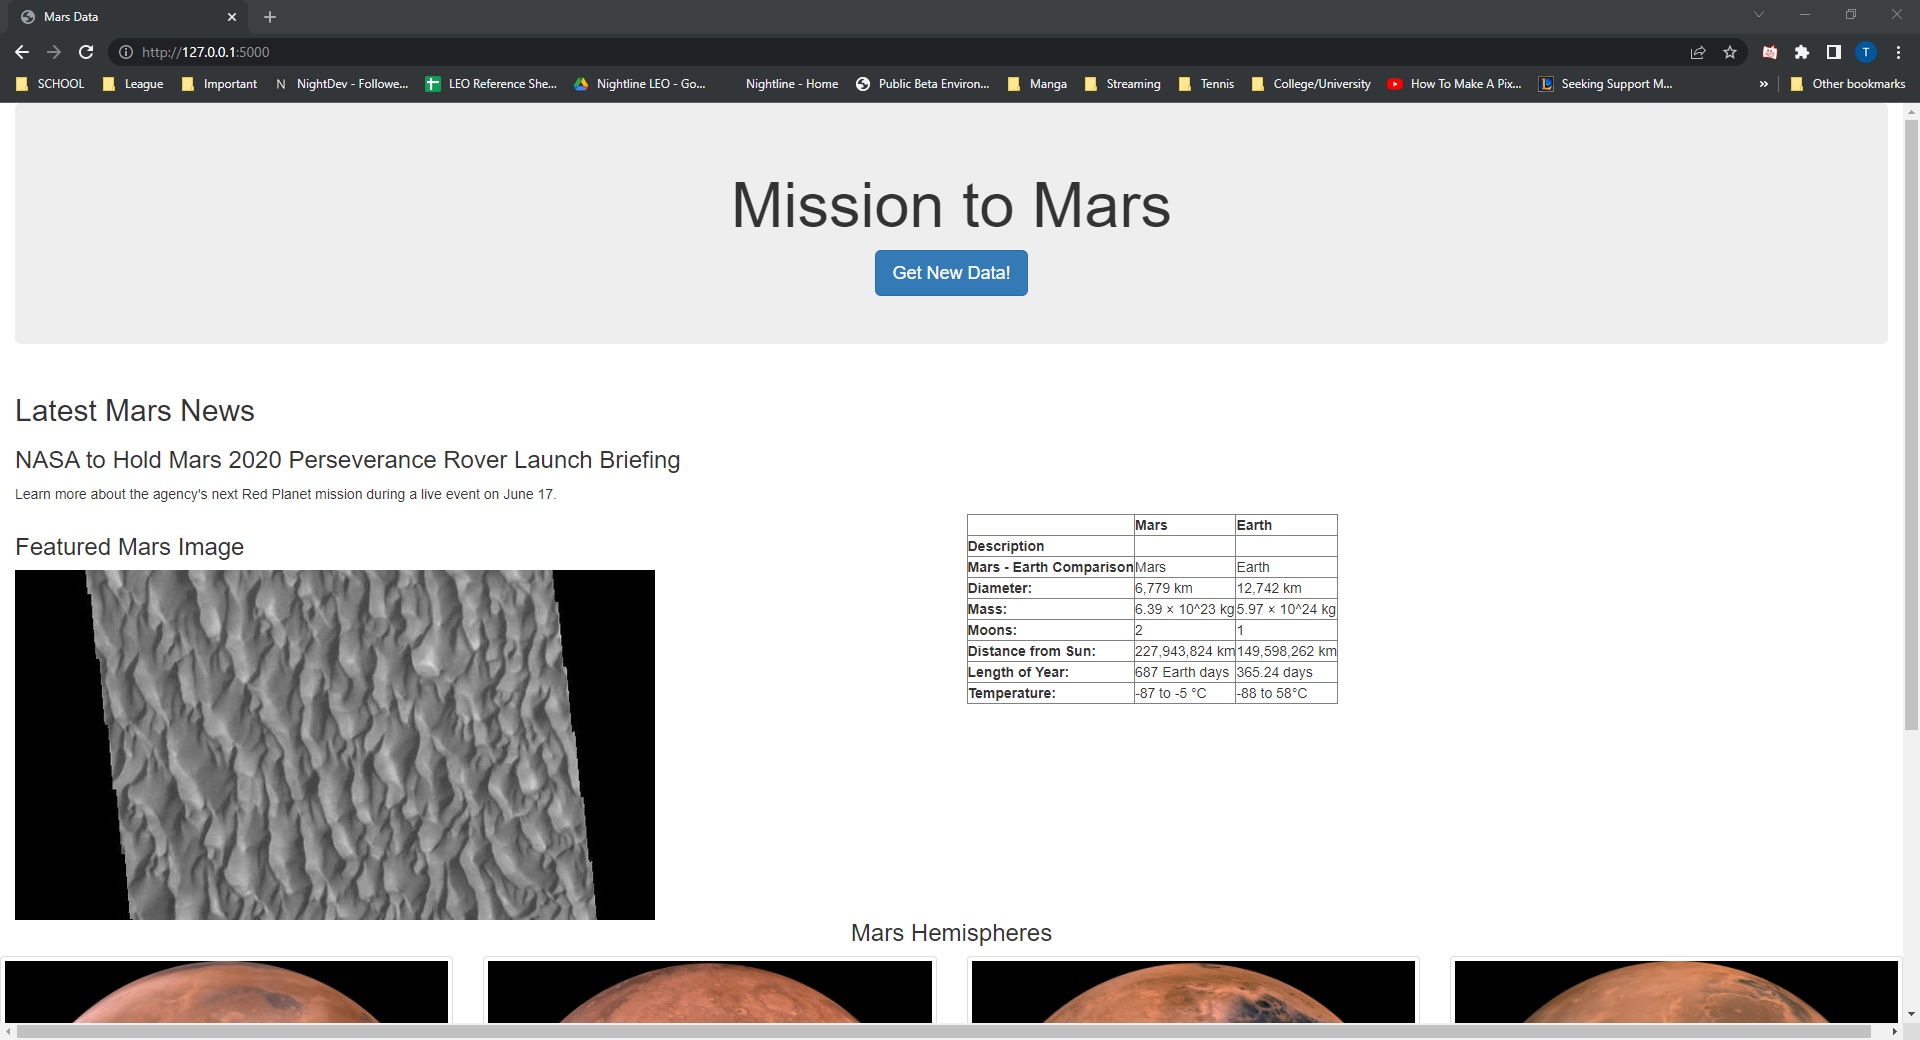 Mars Data
http://127.0.0.1:5000
SCHOOL League Important N NightDev - Followe... LEO Reference She... Nightline LEO - Go... Nightline - Home Public Beta Environ... Manga Streaming Tennis College/University How To Make A Pix... Seeking Support M... » Other bookmarks
T
Mission to Mars
Get New Data!
Latest Mars News
NASA to Hold Mars 2020 Perseverance Rover Launch Briefing
Learn more about the agency's next Red Planet mission during a live event on June 17.
Featured Mars Image
Mars Earth
Description
Mars - Earth Comparison Mars Earth
Diameter: 6,779 km 12,742 km
Mass: 6.39 × 10^23 kg 5.97 × 10^24 kg
Moons: 2 1
Distance from Sun: 227,943,824 km 149,598,262 km
Length of Year: 687 Earth days 365.24 days
Temperature: -87 to -5 °C -88 to 58°C
Mars Hemispheres